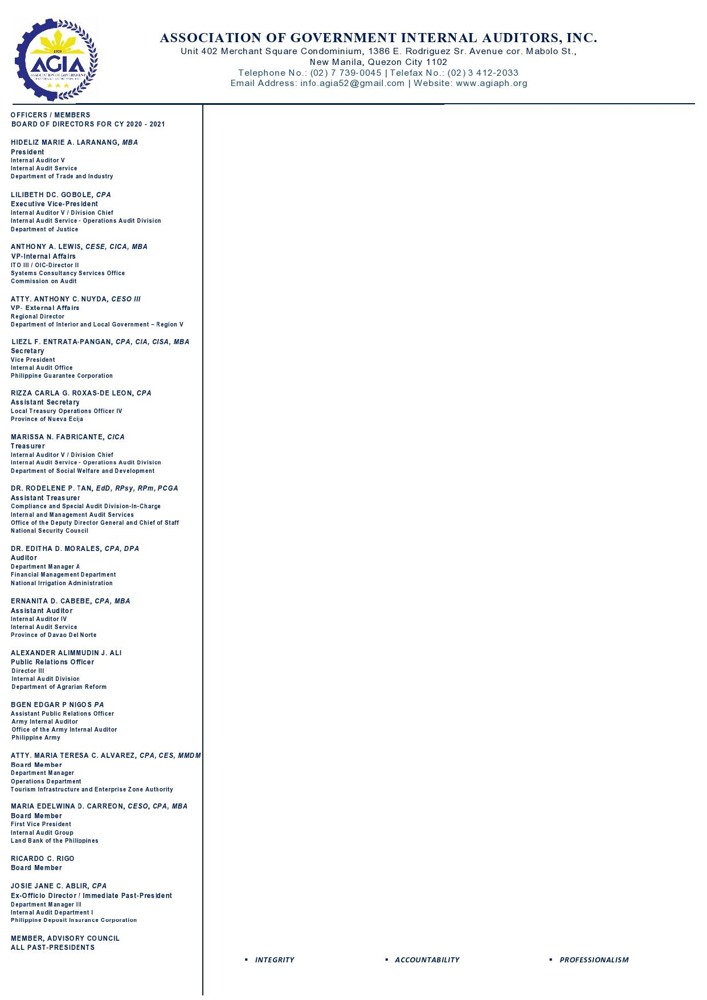 1959
AGIA
ASSOCIATION OF GOVERNMENT
INTERNAL AUDITORS, INC.
ASSOCIATION OF GOVERNMENT INTERNAL AUDITORS, INC.
Unit 402 Merchant Square Condominium, 1386 E. Rodriguez Sr. Avenue cor. Mabolo St.,
New Manila, Quezon City 1102
Telephone No.: (02) 7 739-0045 | Telefax No.: (02) 3 412-2033
Email Address: info.agia52@gmail.com | Website: www.agiaph.org
OFFICERS / MEMBERS
BOARD OF DIRECTORS FOR CY 2020 - 2021
HIDELIZ MARIE A. LARANANG, MBA
President
Internal Auditor V
Internal Audit Service
Department of Trade and Industry
LILIBETH DC. GOBOLE, CPA
Executive Vice-President
Internal Auditor V / Division Chief
Internal Audit Service - Operations Audit Division
Department of Justice
ANTHONY A. LEWIS, CESE, CICA, MBA
VP-Internal Affairs
ITO III / OIC-Director II
Systems Consultancy Services Office
Commission on Audit
ATTY. ANTHONY C. NUYDA, CESO III
VP- External Affairs
Regional Director
Department of Interior and Local Government – Region V
LIEZL F. ENTRATA-PANGAN, CPA, CIA, CISA, MBA
Secretary
Vice President
Internal Audit Office
Philippine Guarantee Corporation
RIZZA CARLA G. ROXAS-DE LEON, CPA
Assistant Secretary
Local Treasury Operations Officer IV
Province of Nueva Ecija
MARISSA N. FABRICANTE, CICA
Treasurer
Internal Auditor V / Division Chief
Internal Audit Service - Operations Audit Division
Department of Social Welfare and Development
DR. RODELENE P. TAN, EdD, RPsy, RPm, PCGA
Assistant Treasurer
Compliance and Special Audit Division-In-Charge
Internal and Management Audit Services
Office of the Deputy Director General and Chief of Staff
National Security Council
DR. EDITHA D. MORALES, CPA, DPA
Auditor
Department Manager A
Financial Management Department
National Irrigation Administration
ERNANITA D. CABEBE, CPA, MBA
Assistant Auditor
Internal Auditor IV
Internal Audit Service
Province of Davao Del Norte
ALEXANDER ALIMMUDIN J. ALI
Public Relations Officer
Director III
Internal Audit Division
Department of Agrarian Reform
BGEN EDGAR P NIGOS PA
Assistant Public Relations Officer
Army Internal Auditor
Office of the Army Internal Auditor
Philippine Army
ATTY. MARIA TERESA C. ALVAREZ, CPA, CES, MMDM
Board Member
Department Manager
Operations Department
Tourism Infrastructure and Enterprise Zone Authority
MARIA EDELWINA D. CARREON, CESO, CPA, MBA
Board Member
First Vice President
Internal Audit Group
Land Bank of the Philippines
RICARDO C. RIGO
Board Member
JOSIE JANE C. ABLIR, CPA
Ex-Officio Director / Immediate Past-President
Department Manager III
Internal Audit Department I
Philippine Deposit Insurance Corporation
MEMBER, ADVISORY COUNCIL
ALL PAST-PRESIDENTS
▪ INTEGRITY ▪ ACCOUNTABILITY ▪ PROFESSIONALISM